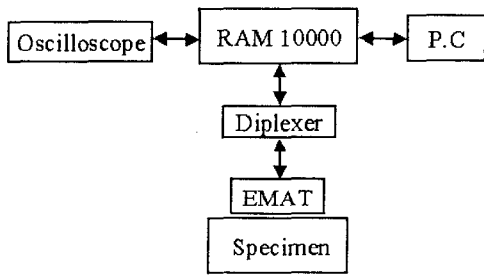 Oscilloscope
RAM 10000
P.C
Diplexer
EMAT
Specimen